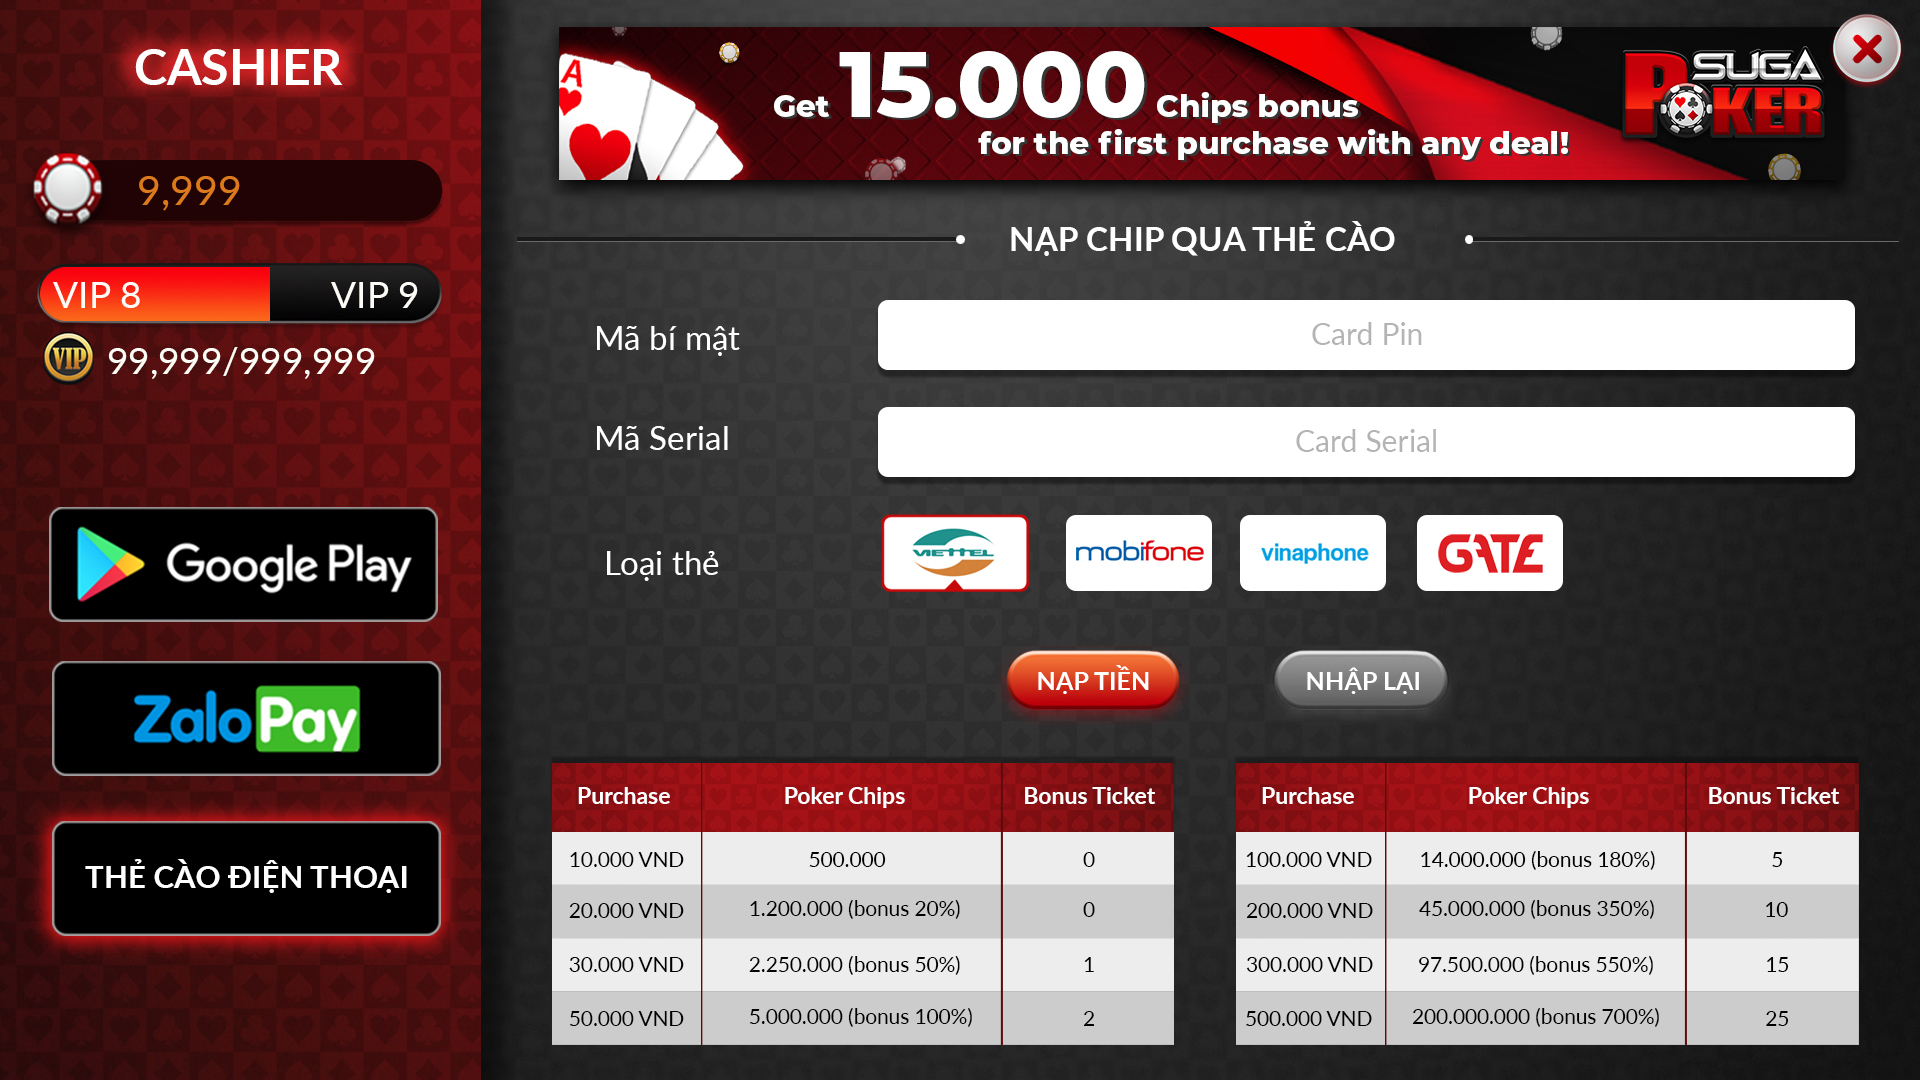 CASHIER
9,999
VIP 8 VIP 9
VIP 99,999/999,999
Google Play
Zalo Pay
THẺ CÀO ĐIỆN THOẠI
A
Get 15.000 Chips bonus
for the first purchase with any deal!
SUGA
POKER
NẠP CHIP QUA THẺ CÀO
Mã bí mật Card Pin
Mã Serial Card Serial
Loại thẻ VIETTEL mobifone vinaphone GATE
NẠP TIỀN NHẬP LẠI
Purchase Poker Chips Bonus Ticket
10.000 VND 500.000 0
20.000 VND 1.200.000 (bonus 20%) 0
30.000 VND 2.250.000 (bonus 50%) 1
50.000 VND 5.000.000 (bonus 100%) 2
Purchase Poker Chips Bonus Ticket
100.000 VND 14.000.000 (bonus 180%) 5
200.000 VND 45.000.000 (bonus 350%) 10
300.000 VND 97.500.000 (bonus 550%) 15
500.000 VND 200.000.000 (bonus 700%) 25